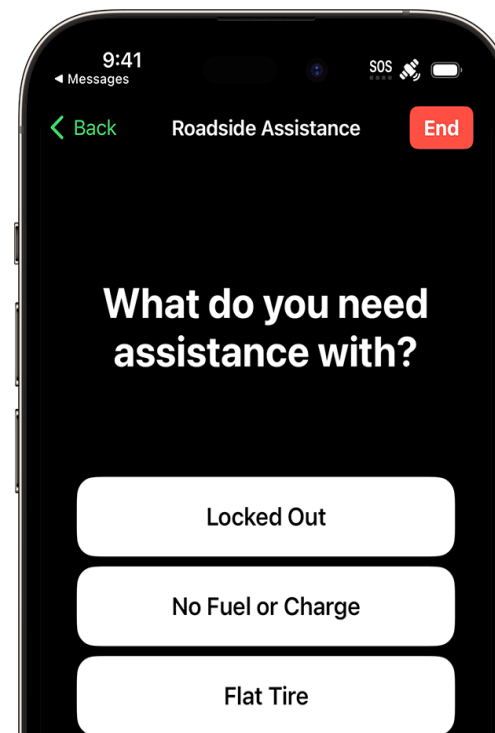 9:41
SOS
Messages
Back
Roadside Assistance
End
What do you need
assistance with?
Locked Out
No Fuel or Charge
Flat Tire